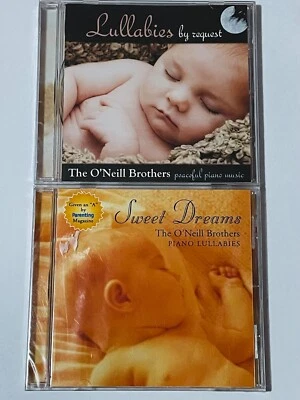 Lullabies
by request
The O'Neill Brothers peaceful piano music
Given an "A"
by
Parenting
Magazine
Sweet Dreams
The O'Neill Brothers
PIANO LULLABIES